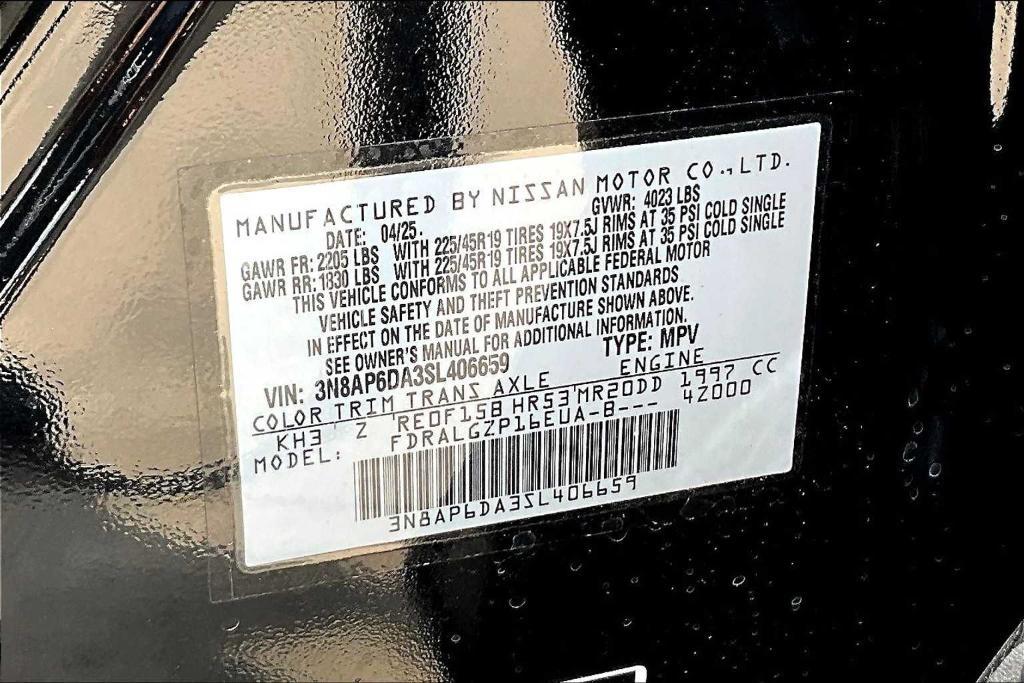 MANUFACTURED BY NISSAN MOTOR CO., LTD.
DATE: 04/25. GVWR: 4023 LBS
GAWR FR: 2205 LBS WITH 225/45R19 TIRES 19X7.5J RIMS AT 35 PSI COLD SINGLE
GAWR RR: 1830 LBS WITH 225/45R19 TIRES 19X7.5J RIMS AT 35 PSI COLD SINGLE
THIS VEHICLE CONFORMS TO ALL APPLICABLE FEDERAL MOTOR
VEHICLE SAFETY AND THEFT PREVENTION STANDARDS
IN EFFECT ON THE DATE OF MANUFACTURE SHOWN ABOVE.
SEE OWNER'S MANUAL FOR ADDITIONAL INFORMATION.
VIN: 3N8AP6DA3SL406659 TYPE: MPV
COLOR TRIM TRANS AXLE ENGINE
KH3 Z 'RE0F15B HR53'MR20DD 1997 CC
MODEL: FDRALGZP16EUA-B--- 4Z000
3N8AP6DA3SL406659